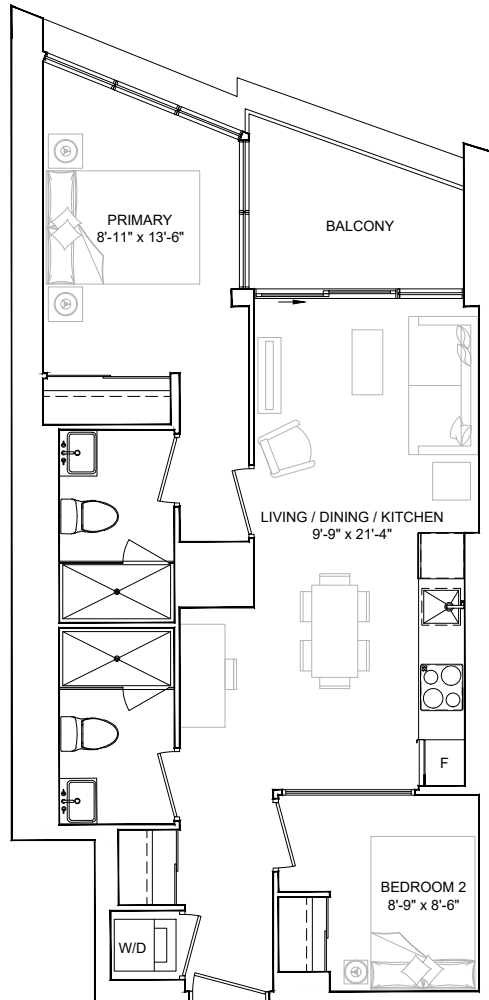 PRIMARY
8'-11" x 13'-6"
BALCONY
LIVING / DINING / KITCHEN
9'-9" x 21'-4"
F
BEDROOM 2
8'-9" x 8'-6"
W/D